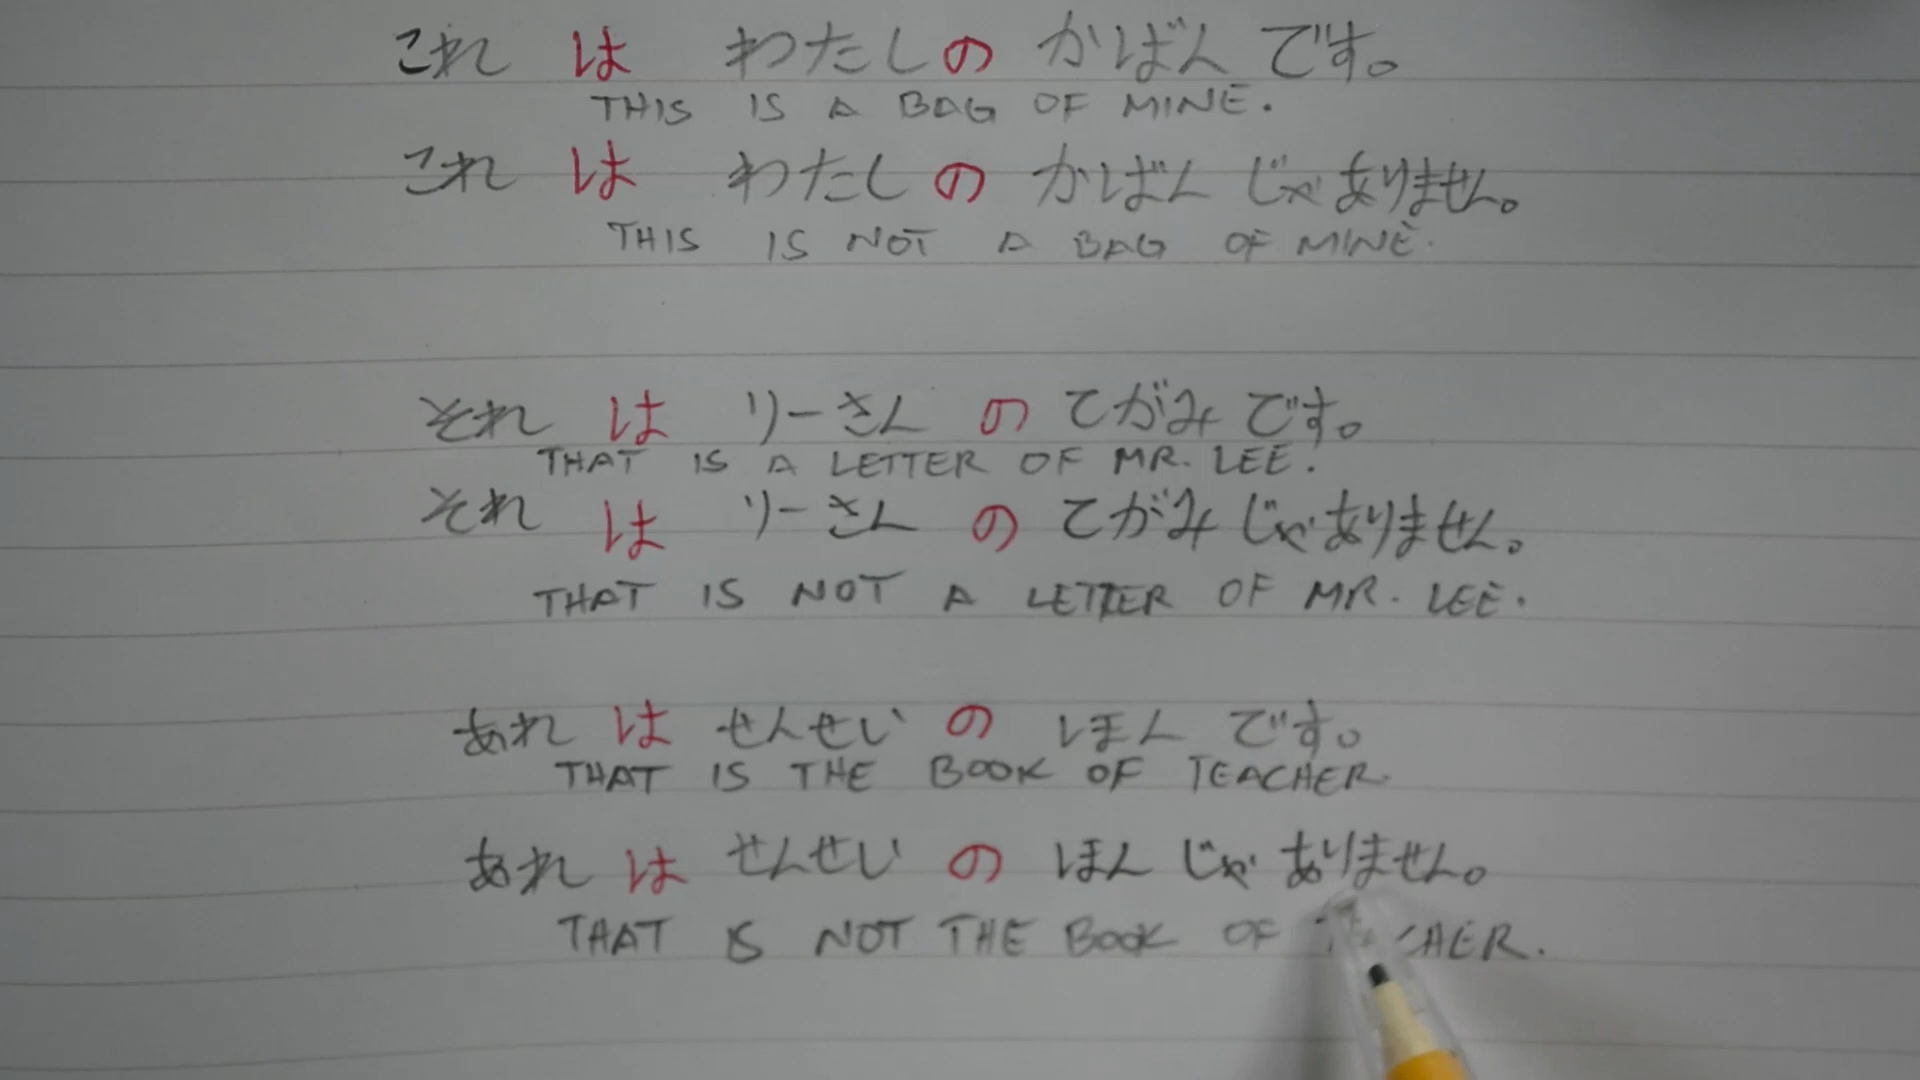 これ は わたしの かばん です。
THIS IS A BAG OF MINE.
これ は わたし の かばん じゃ ありません。
THIS IS NOT A BAG OF MINE.
それ は りーさん の てがみ です。
THAT IS A LETTER OF MR. LEE.
それ は りーさん の てがみ じゃ ありません。
THAT IS NOT A LETTER OF MR. LEE.
あれ は せんせい の ほん です。
THAT IS THE BOOK OF TEACHER.
あれ は せんせい の ほん じゃ ありません。
THAT IS NOT THE BOOK OF